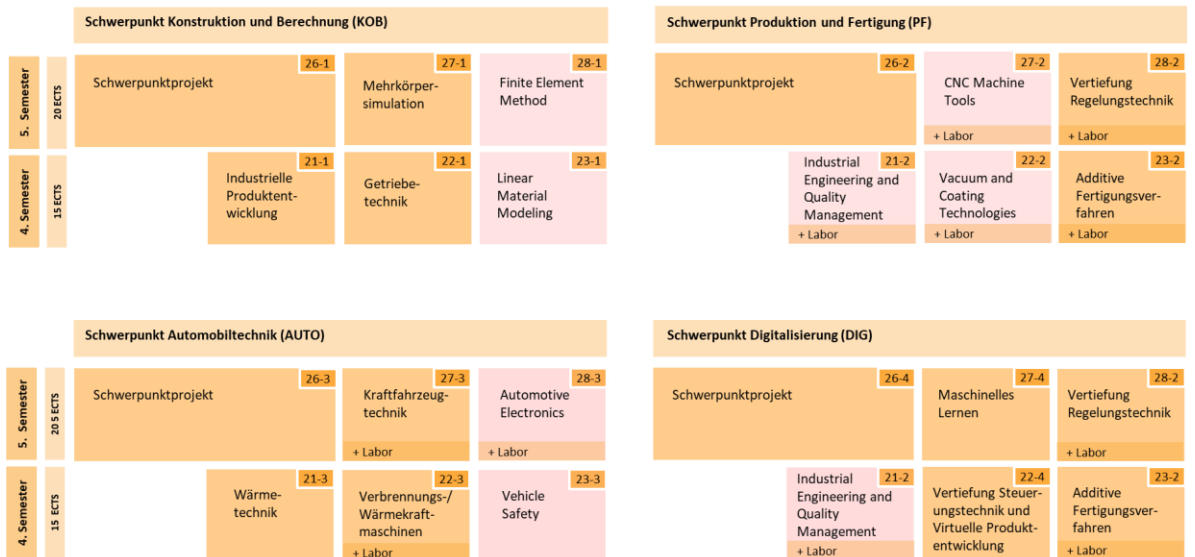 Schwerpunkt Konstruktion und Berechnung (KOB)
5. Semester
20 ECTS
26-1
Schwerpunktprojekt
27-1
Mehrkörper-
simulation
28-1
Finite Element
Method
4. Semester
15 ECTS
21-1
Industrielle
Produktent-
wicklung
22-1
Getriebe-
technik
23-1
Linear
Material
Modeling
Schwerpunkt Produktion und Fertigung (PF)
26-2
Schwerpunktprojekt
27-2
CNC Machine
Tools
+ Labor
28-2
Vertiefung
Regelungstechnik
+ Labor
21-2
Industrial
Engineering and
Quality
Management
+ Labor
22-2
Vacuum and
Coating
Technologies
+ Labor
23-2
Additive
Fertigungsver-
fahren
+ Labor
Schwerpunkt Automobiltechnik (AUTO)
5. Semester
20 5 ECTS
26-3
Schwerpunktprojekt
27-3
Kraftfahrzeug-
technik
+ Labor
28-3
Automotive
Electronics
+ Labor
4. Semester
15 ECTS
21-3
Wärme-
technik
22-3
Verbrennungs-/
Wärmekraft-
maschinen
+ Labor
23-3
Vehicle
Safety
Schwerpunkt Digitalisierung (DIG)
26-4
Schwerpunktprojekt
27-4
Maschinelles
Lernen
28-2
Vertiefung
Regelungstechnik
+ Labor
21-2
Industrial
Engineering and
Quality
Management
+ Labor
22-4
Vertiefung Steuer-
ungstechnik und
Virtuelle Produkt-
entwicklung
23-2
Additive
Fertigungsver-
fahren
+ Labor